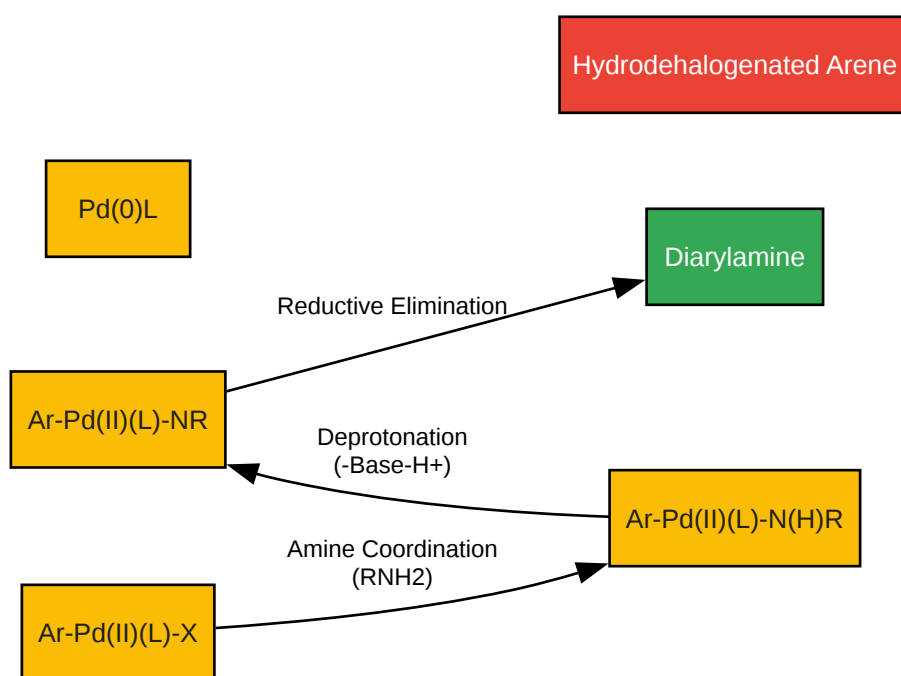 Hydrodehalogenated Arene
Pd(0)L
Diarylamine
Reductive Elimination
Ar-Pd(II)(L)-NR
Deprotonation
(-Base-H+)
Ar-Pd(II)(L)-N(H)R
Amine Coordination
(RNH2)
Ar-Pd(II)(L)-X